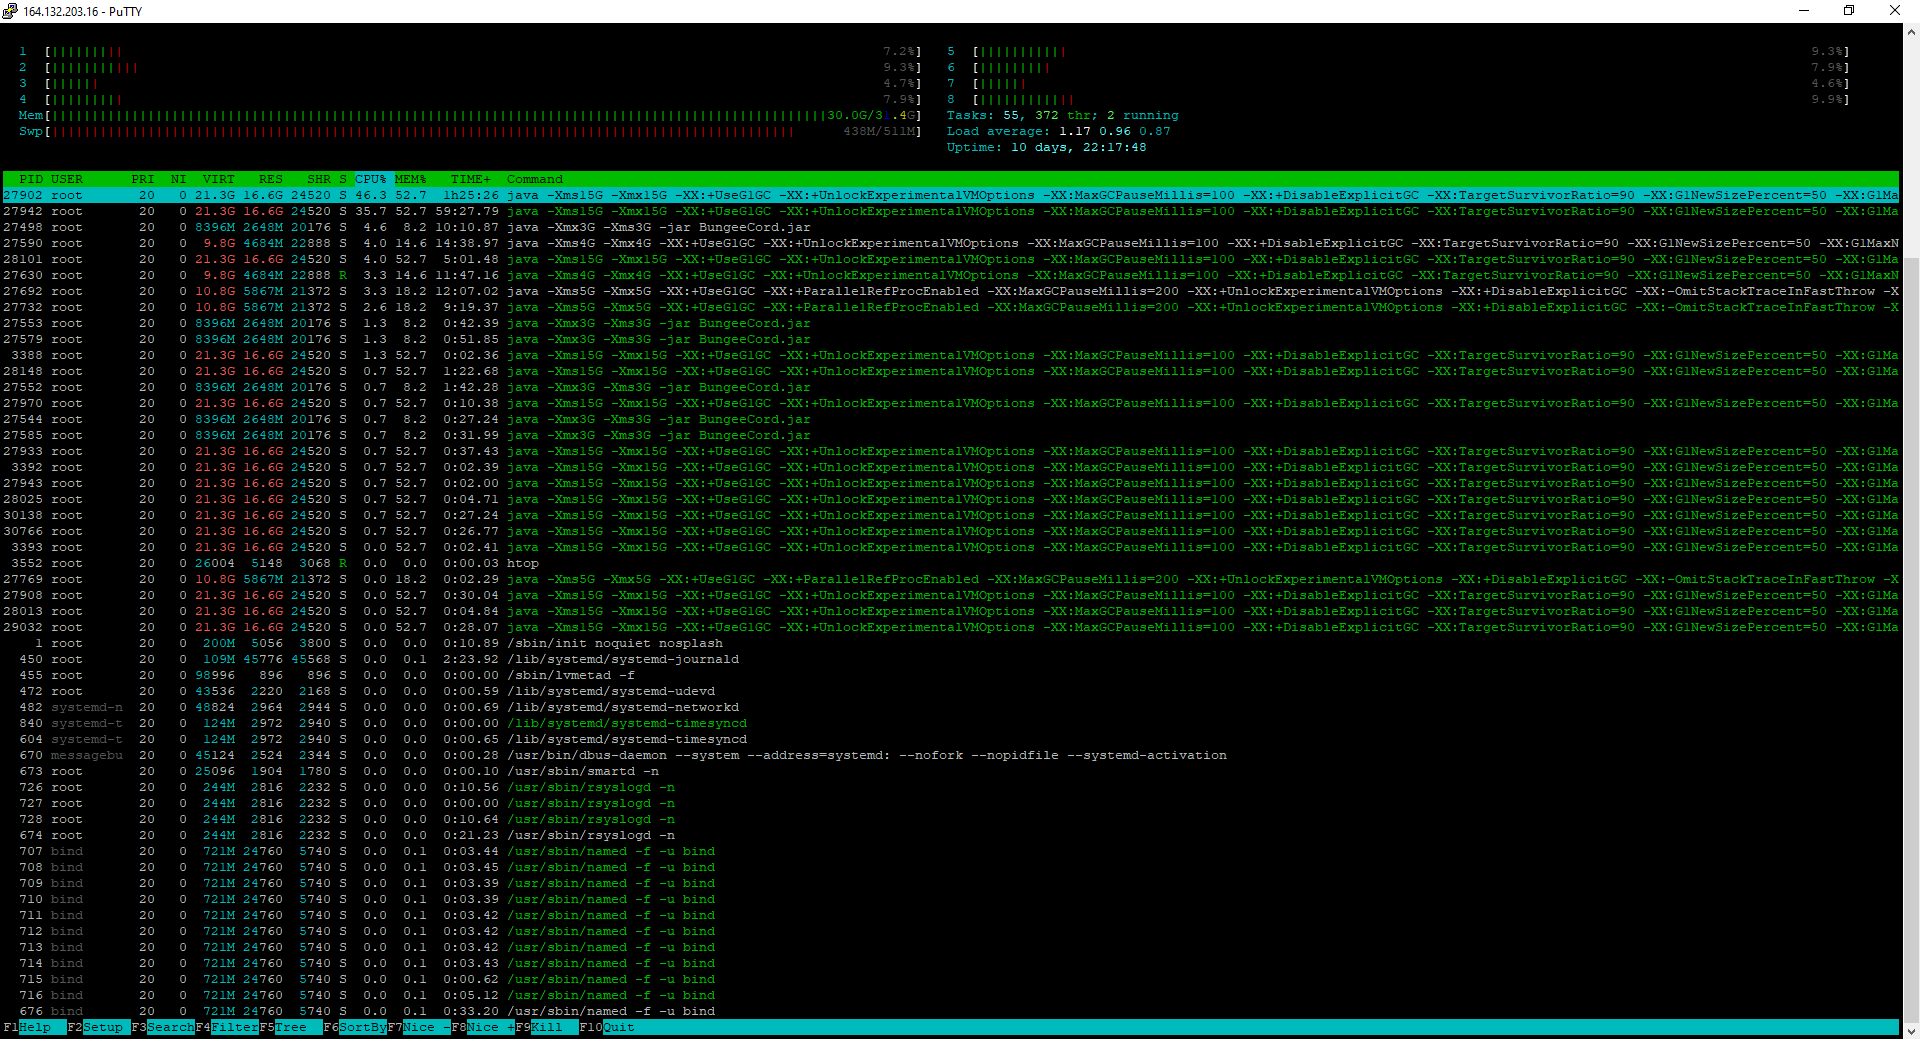 164.132.203.16 - PuTTY
1 [||||||||| 7.2%] 5 [||||||||||| 9.3%]
2 [||||||||||| 9.3%] 6 [||||||||| 7.9%]
3 [|||||| 4.7%] 7 [|||||| 4.6%]
4 [||||||||| 7.9%] 8 [|||||||||||| 9.9%]
Mem[||||||||||||||||||||||||||||||||||||||||||||||||||||||||||||||||||||||||||||||||||||||||||||||||30.0G/31.4G] Tasks: 55, 372 thr; 2 running
Swp[|||||||||||||||||||||||||||||||||||||||||||||||||||||||||||||||||||||||||||||||||||||||||||| 438M/511M] Load average: 1.17 0.96 0.87
Uptime: 10 days, 22:17:48
PID USER PRI NI VIRT RES SHR S CPU% MEM% TIME+ Command
27902 root 20 0 21.3G 16.6G 24520 S 46.3 52.7 1h25:26 java -Xms15G -Xmx15G -XX:+UseG1GC -XX:+UnlockExperimentalVMOptions -XX:MaxGCPauseMillis=100 -XX:+DisableExplicitGC -XX:TargetSurvivorRatio=90 -XX:G1NewSizePercent=50 -XX:G1Ma
27942 root 20 0 21.3G 16.6G 24520 S 35.7 52.7 59:27.79 java -Xms15G -Xmx15G -XX:+UseG1GC -XX:+UnlockExperimentalVMOptions -XX:MaxGCPauseMillis=100 -XX:+DisableExplicitGC -XX:TargetSurvivorRatio=90 -XX:G1NewSizePercent=50 -XX:G1Ma
27498 root 20 0 8396M 2648M 20176 S 4.6 8.2 10:10.87 java -Xmx3G -Xms3G -jar BungeeCord.jar
27590 root 20 0 9.8G 4684M 22888 S 4.0 14.6 14:38.97 java -Xms4G -Xmx4G -XX:+UseG1GC -XX:+UnlockExperimentalVMOptions -XX:MaxGCPauseMillis=100 -XX:+DisableExplicitGC -XX:TargetSurvivorRatio=90 -XX:G1NewSizePercent=50 -XX:G1MaxN
28101 root 20 0 21.3G 16.6G 24520 S 4.0 52.7 5:01.48 java -Xms15G -Xmx15G -XX:+UseG1GC -XX:+UnlockExperimentalVMOptions -XX:MaxGCPauseMillis=100 -XX:+DisableExplicitGC -XX:TargetSurvivorRatio=90 -XX:G1NewSizePercent=50 -XX:G1Ma
27630 root 20 0 9.8G 4684M 22888 R 3.3 14.6 11:47.16 java -Xms4G -Xmx4G -XX:+UseG1GC -XX:+UnlockExperimentalVMOptions -XX:MaxGCPauseMillis=100 -XX:+DisableExplicitGC -XX:TargetSurvivorRatio=90 -XX:G1NewSizePercent=50 -XX:G1MaxN
27692 root 20 0 10.8G 5867M 21372 S 3.3 18.2 12:07.02 java -Xms5G -Xmx5G -XX:+UseG1GC -XX:+ParallelRefProcEnabled -XX:MaxGCPauseMillis=200 -XX:+UnlockExperimentalVMOptions -XX:+DisableExplicitGC -XX:-OmitStackTraceInFastThrow -X
27732 root 20 0 10.8G 5867M 21372 S 2.6 18.2 9:19.37 java -Xms5G -Xmx5G -XX:+UseG1GC -XX:+ParallelRefProcEnabled -XX:MaxGCPauseMillis=200 -XX:+UnlockExperimentalVMOptions -XX:+DisableExplicitGC -XX:-OmitStackTraceInFastThrow -X
27553 root 20 0 8396M 2648M 20176 S 1.3 8.2 0:42.39 java -Xmx3G -Xms3G -jar BungeeCord.jar
27579 root 20 0 8396M 2648M 20176 S 1.3 8.2 0:51.85 java -Xmx3G -Xms3G -jar BungeeCord.jar
3388 root 20 0 21.3G 16.6G 24520 S 1.3 52.7 0:02.36 java -Xms15G -Xmx15G -XX:+UseG1GC -XX:+UnlockExperimentalVMOptions -XX:MaxGCPauseMillis=100 -XX:+DisableExplicitGC -XX:TargetSurvivorRatio=90 -XX:G1NewSizePercent=50 -XX:G1Ma
28148 root 20 0 21.3G 16.6G 24520 S 0.7 52.7 1:22.68 java -Xms15G -Xmx15G -XX:+UseG1GC -XX:+UnlockExperimentalVMOptions -XX:MaxGCPauseMillis=100 -XX:+DisableExplicitGC -XX:TargetSurvivorRatio=90 -XX:G1NewSizePercent=50 -XX:G1Ma
27552 root 20 0 8396M 2648M 20176 S 0.7 8.2 1:42.28 java -Xmx3G -Xms3G -jar BungeeCord.jar
27970 root 20 0 21.3G 16.6G 24520 S 0.7 52.7 0:10.38 java -Xms15G -Xmx15G -XX:+UseG1GC -XX:+UnlockExperimentalVMOptions -XX:MaxGCPauseMillis=100 -XX:+DisableExplicitGC -XX:TargetSurvivorRatio=90 -XX:G1NewSizePercent=50 -XX:G1Ma
27544 root 20 0 8396M 2648M 20176 S 0.7 8.2 0:27.24 java -Xmx3G -Xms3G -jar BungeeCord.jar
27585 root 20 0 8396M 2648M 20176 S 0.7 8.2 0:31.99 java -Xmx3G -Xms3G -jar BungeeCord.jar
27933 root 20 0 21.3G 16.6G 24520 S 0.7 52.7 0:37.43 java -Xms15G -Xmx15G -XX:+UseG1GC -XX:+UnlockExperimentalVMOptions -XX:MaxGCPauseMillis=100 -XX:+DisableExplicitGC -XX:TargetSurvivorRatio=90 -XX:G1NewSizePercent=50 -XX:G1Ma
3392 root 20 0 21.3G 16.6G 24520 S 0.7 52.7 0:02.39 java -Xms15G -Xmx15G -XX:+UseG1GC -XX:+UnlockExperimentalVMOptions -XX:MaxGCPauseMillis=100 -XX:+DisableExplicitGC -XX:TargetSurvivorRatio=90 -XX:G1NewSizePercent=50 -XX:G1Ma
27943 root 20 0 21.3G 16.6G 24520 S 0.7 52.7 0:02.00 java -Xms15G -Xmx15G -XX:+UseG1GC -XX:+UnlockExperimentalVMOptions -XX:MaxGCPauseMillis=100 -XX:+DisableExplicitGC -XX:TargetSurvivorRatio=90 -XX:G1NewSizePercent=50 -XX:G1Ma
28025 root 20 0 21.3G 16.6G 24520 S 0.7 52.7 0:04.71 java -Xms15G -Xmx15G -XX:+UseG1GC -XX:+UnlockExperimentalVMOptions -XX:MaxGCPauseMillis=100 -XX:+DisableExplicitGC -XX:TargetSurvivorRatio=90 -XX:G1NewSizePercent=50 -XX:G1Ma
30138 root 20 0 21.3G 16.6G 24520 S 0.7 52.7 0:27.24 java -Xms15G -Xmx15G -XX:+UseG1GC -XX:+UnlockExperimentalVMOptions -XX:MaxGCPauseMillis=100 -XX:+DisableExplicitGC -XX:TargetSurvivorRatio=90 -XX:G1NewSizePercent=50 -XX:G1Ma
30766 root 20 0 21.3G 16.6G 24520 S 0.7 52.7 0:26.77 java -Xms15G -Xmx15G -XX:+UseG1GC -XX:+UnlockExperimentalVMOptions -XX:MaxGCPauseMillis=100 -XX:+DisableExplicitGC -XX:TargetSurvivorRatio=90 -XX:G1NewSizePercent=50 -XX:G1Ma
3393 root 20 0 21.3G 16.6G 24520 S 0.0 52.7 0:02.41 java -Xms15G -Xmx15G -XX:+UseG1GC -XX:+UnlockExperimentalVMOptions -XX:MaxGCPauseMillis=100 -XX:+DisableExplicitGC -XX:TargetSurvivorRatio=90 -XX:G1NewSizePercent=50 -XX:G1Ma
3552 root 20 0 26004 5148 3068 R 0.0 0.0 0:00.03 htop
27769 root 20 0 10.8G 5867M 21372 S 0.0 18.2 0:02.29 java -Xms5G -Xmx5G -XX:+UseG1GC -XX:+ParallelRefProcEnabled -XX:MaxGCPauseMillis=200 -XX:+UnlockExperimentalVMOptions -XX:+DisableExplicitGC -XX:-OmitStackTraceInFastThrow -X
27908 root 20 0 21.3G 16.6G 24520 S 0.0 52.7 0:30.04 java -Xms15G -Xmx15G -XX:+UseG1GC -XX:+UnlockExperimentalVMOptions -XX:MaxGCPauseMillis=100 -XX:+DisableExplicitGC -XX:TargetSurvivorRatio=90 -XX:G1NewSizePercent=50 -XX:G1Ma
28013 root 20 0 21.3G 16.6G 24520 S 0.0 52.7 0:04.84 java -Xms15G -Xmx15G -XX:+UseG1GC -XX:+UnlockExperimentalVMOptions -XX:MaxGCPauseMillis=100 -XX:+DisableExplicitGC -XX:TargetSurvivorRatio=90 -XX:G1NewSizePercent=50 -XX:G1Ma
29032 root 20 0 21.3G 16.6G 24520 S 0.0 52.7 0:28.07 java -Xms15G -Xmx15G -XX:+UseG1GC -XX:+UnlockExperimentalVMOptions -XX:MaxGCPauseMillis=100 -XX:+DisableExplicitGC -XX:TargetSurvivorRatio=90 -XX:G1NewSizePercent=50 -XX:G1Ma
1 root 20 0 200M 5056 3800 S 0.0 0.0 0:10.89 /sbin/init noquiet nosplash
450 root 20 0 109M 45776 45568 S 0.0 0.1 2:23.92 /lib/systemd/systemd-journald
455 root 20 0 98996 896 896 S 0.0 0.0 0:00.00 /sbin/lvmetad -f
472 root 20 0 43536 2220 2168 S 0.0 0.0 0:00.59 /lib/systemd/systemd-udevd
482 systemd-n 20 0 48824 2964 2944 S 0.0 0.0 0:00.69 /lib/systemd/systemd-networkd
840 systemd-t 20 0 124M 2972 2940 S 0.0 0.0 0:00.00 /lib/systemd/systemd-timesyncd
604 systemd-t 20 0 124M 2972 2940 S 0.0 0.0 0:00.65 /lib/systemd/systemd-timesyncd
670 messagebu 20 0 45124 2524 2344 S 0.0 0.0 0:00.28 /usr/bin/dbus-daemon --system --address=systemd: --nofork --nopidfile --systemd-activation
673 root 20 0 25096 1904 1780 S 0.0 0.0 0:00.10 /usr/sbin/smartd -n
726 root 20 0 244M 2816 2232 S 0.0 0.0 0:10.56 /usr/sbin/rsyslogd -n
727 root 20 0 244M 2816 2232 S 0.0 0.0 0:00.00 /usr/sbin/rsyslogd -n
728 root 20 0 244M 2816 2232 S 0.0 0.0 0:10.64 /usr/sbin/rsyslogd -n
674 root 20 0 244M 2816 2232 S 0.0 0.0 0:21.23 /usr/sbin/rsyslogd -n
707 bind 20 0 721M 24760 5740 S 0.0 0.1 0:03.44 /usr/sbin/named -f -u bind
708 bind 20 0 721M 24760 5740 S 0.0 0.1 0:03.45 /usr/sbin/named -f -u bind
709 bind 20 0 721M 24760 5740 S 0.0 0.1 0:03.39 /usr/sbin/named -f -u bind
710 bind 20 0 721M 24760 5740 S 0.0 0.1 0:03.39 /usr/sbin/named -f -u bind
711 bind 20 0 721M 24760 5740 S 0.0 0.1 0:03.42 /usr/sbin/named -f -u bind
712 bind 20 0 721M 24760 5740 S 0.0 0.1 0:03.42 /usr/sbin/named -f -u bind
713 bind 20 0 721M 24760 5740 S 0.0 0.1 0:03.42 /usr/sbin/named -f -u bind
714 bind 20 0 721M 24760 5740 S 0.0 0.1 0:03.43 /usr/sbin/named -f -u bind
715 bind 20 0 721M 24760 5740 S 0.0 0.1 0:00.62 /usr/sbin/named -f -u bind
716 bind 20 0 721M 24760 5740 S 0.0 0.1 0:05.12 /usr/sbin/named -f -u bind
676 bind 20 0 721M 24760 5740 S 0.0 0.1 0:33.20 /usr/sbin/named -f -u bind
F1Help F2Setup F3SearchF4FilterF5Tree F6SortByF7Nice -F8Nice +F9Kill F10Quit